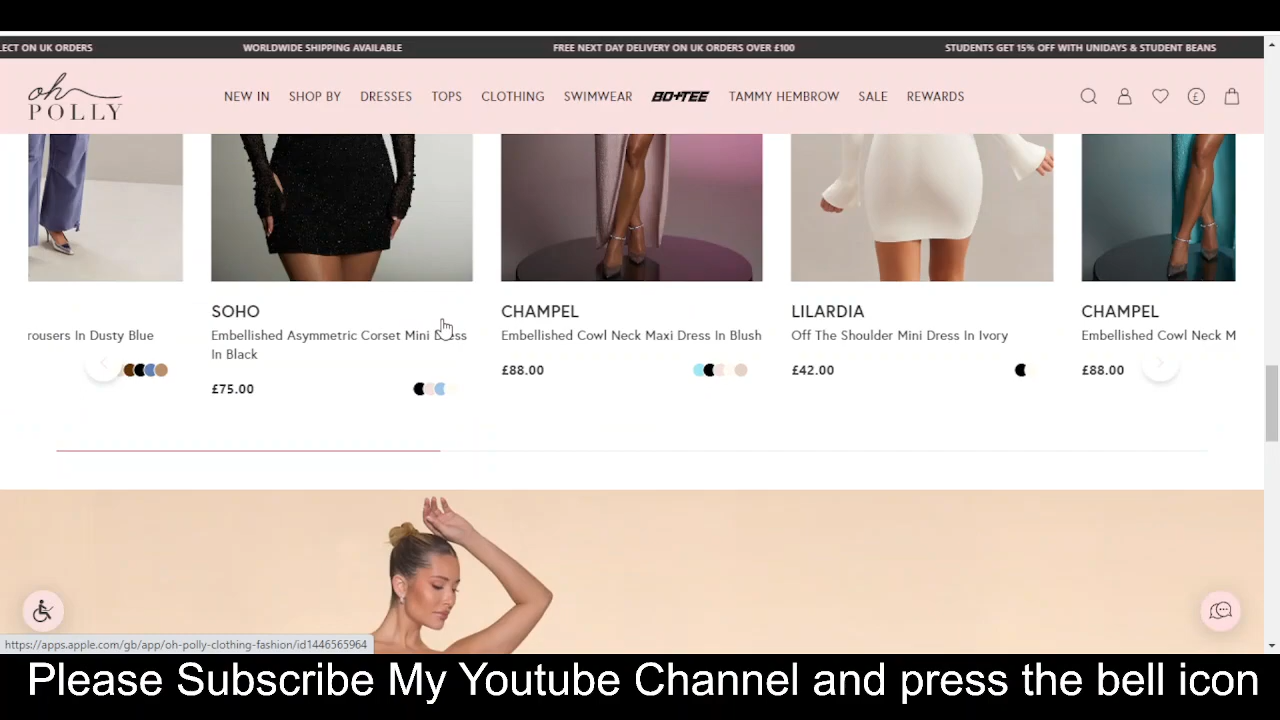 LECT ON UK ORDERS WORLDWIDE SHIPPING AVAILABLE FREE NEXT DAY DELIVERY ON UK ORDERS OVER £100 STUDENTS GET 15% OFF WITH UNIDAYS & STUDENT BEANS
oh
POLLY
NEW IN SHOP BY DRESSES TOPS CLOTHING SWIMWEAR BO+TEE TAMMY HEMBROW SALE REWARDS
rousers In Dusty Blue
SOHO
Embellished Asymmetric Corset Mini Dress
In Black
£75.00
CHAMPEL
Embellished Cowl Neck Maxi Dress In Blush
£88.00
LILARDIA
Off The Shoulder Mini Dress In Ivory
£42.00
CHAMPEL
Embellished Cowl Neck M
£88.00
https://apps.apple.com/gb/app/oh-polly-clothing-fashion/id1446565964
Please Subscribe My Youtube Channel and press the bell icon